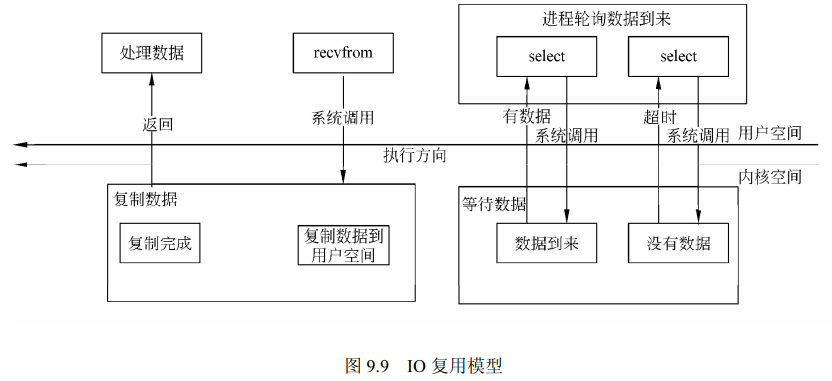 进程轮询数据到来
处理数据
recvfrom
select
select
返回
系统调用
有数据
系统调用
超时
系统调用
用户空间
执行方向
内核空间
复制数据
等待数据
复制完成
复制数据到
用户空间
数据到来
没有数据
图 9.9 IO 复用模型